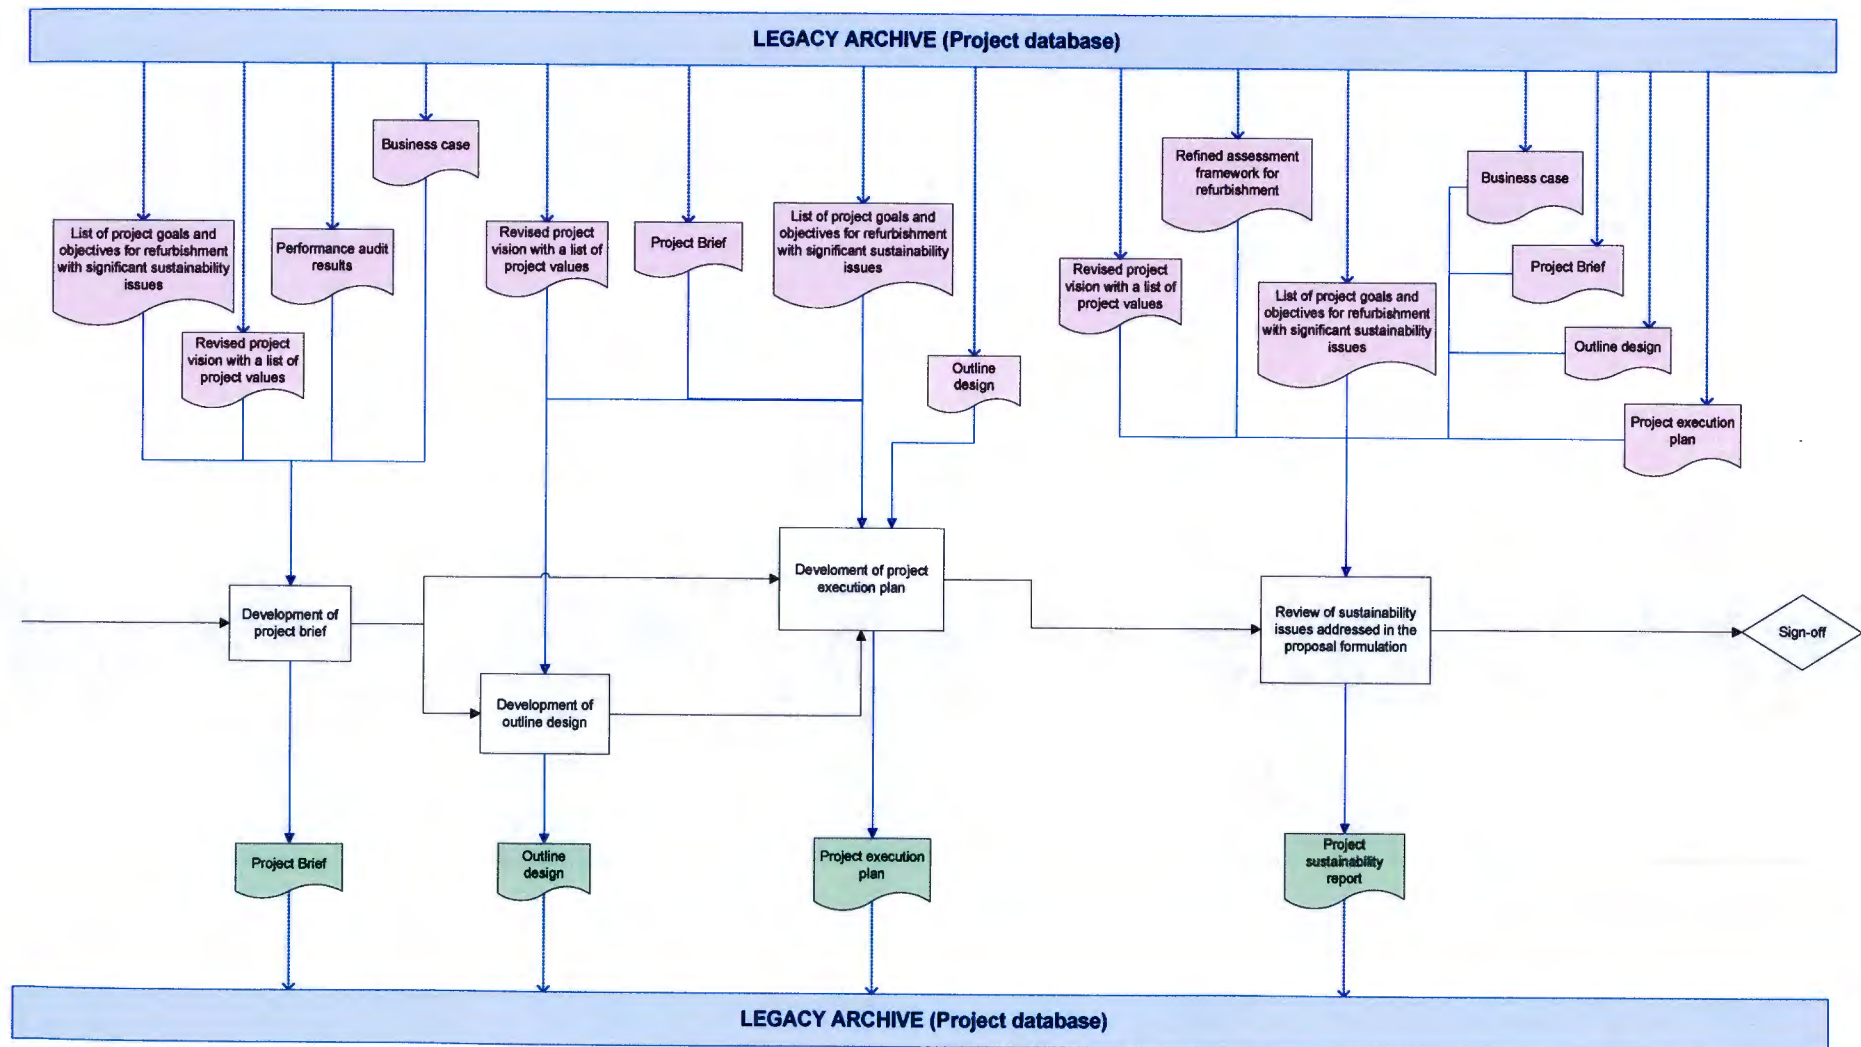 LEGACY ARCHIVE (Project database)
Business case
List of project goals and
objectives for refurbishment
with significant sustainability
issues
Revised project
vision with a list of
project values
Performance audit
results
Revised project
vision with a list of
project values
Project Brief
List of project goals and
objectives for refurbishment
with significant sustainability
issues
Outline
design
Revised project
vision with a list of
project values
Refined assessment
framework for
refurbishment
List of project goals and
objectives for refurbishment
with significant sustainability
issues
Business case
Project Brief
Outline design
Project execution
plan
Development of
project brief
Development of
outline design
Develoment of project
execution plan
Review of sustainability
issues addressed in the
proposal formulation
Sign-off
Project Brief
Outline
design
Project execution
plan
Project
sustainability
report
LEGACY ARCHIVE (Project database)